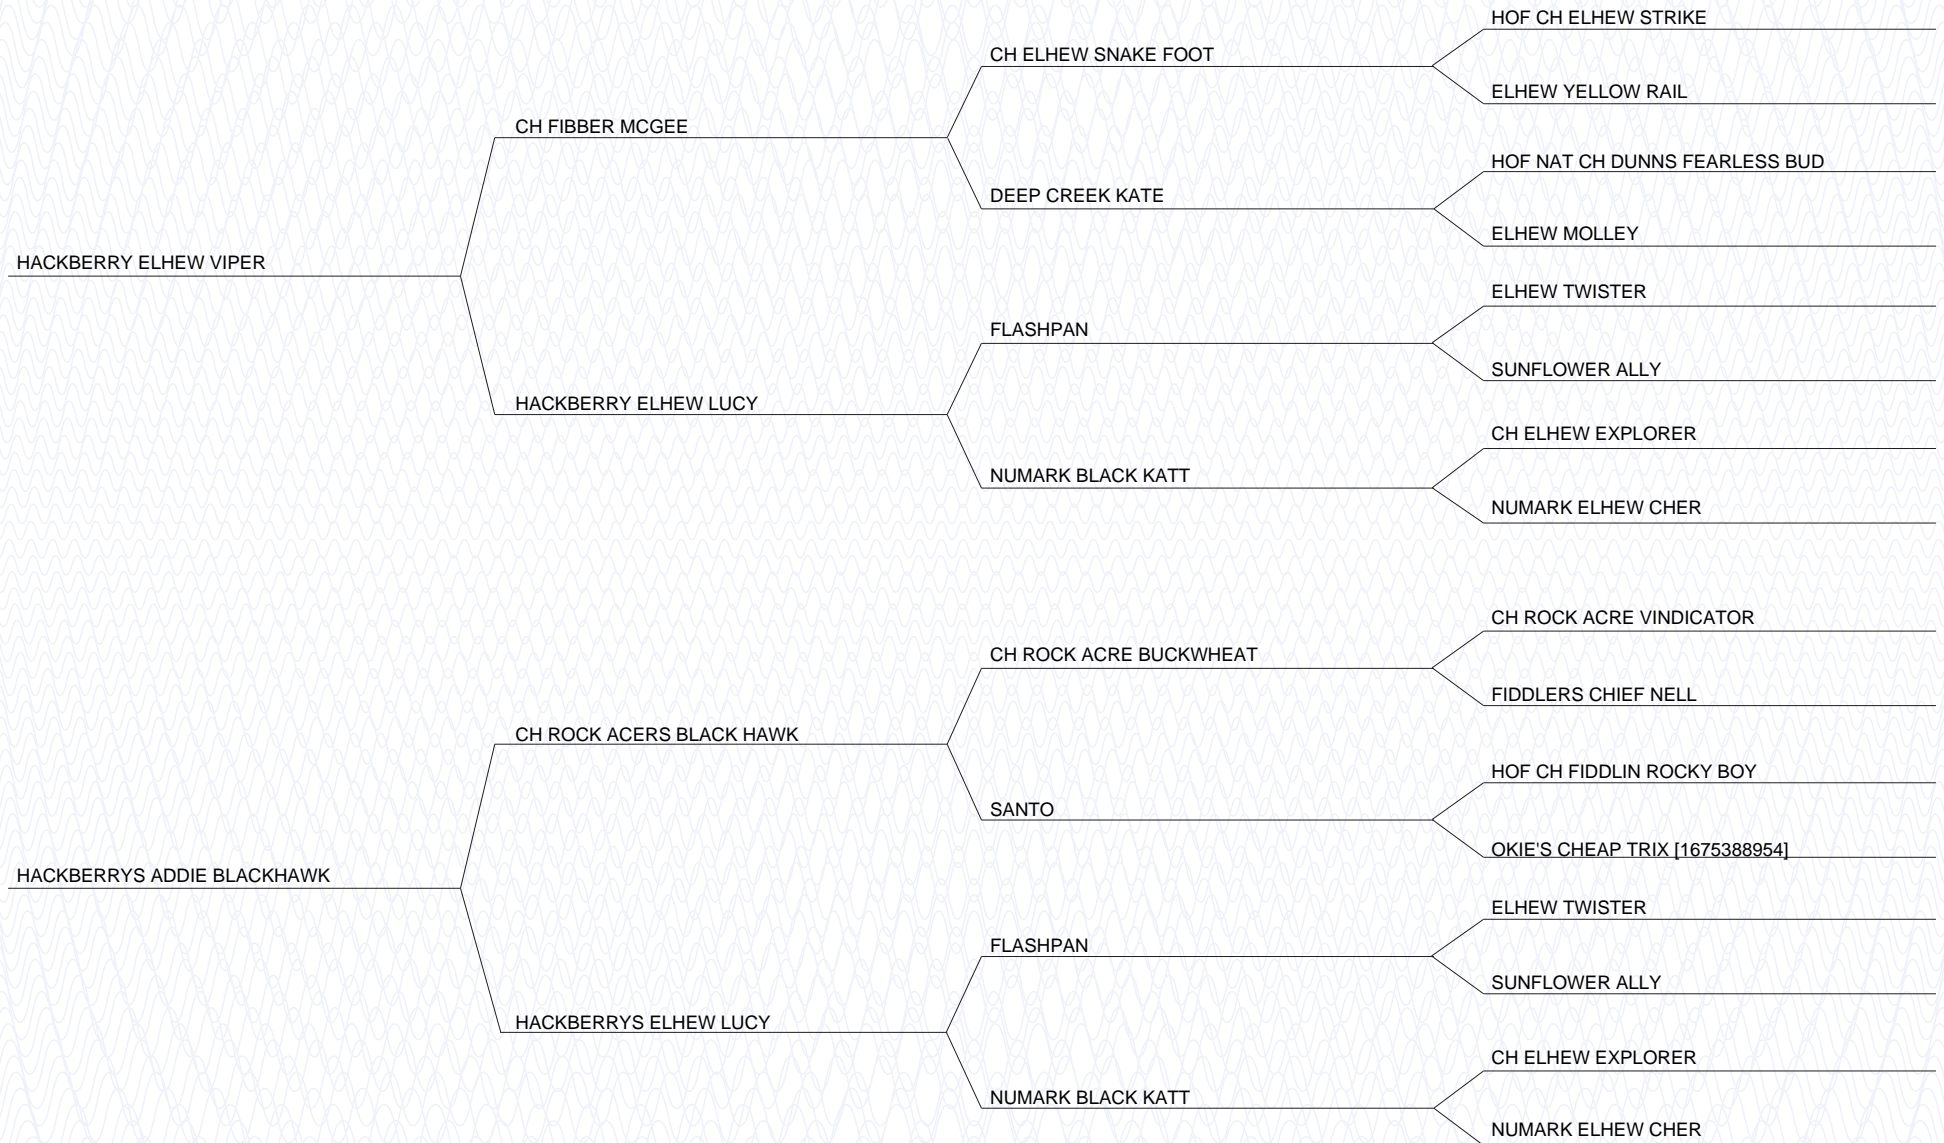 HOF CH ELHEW STRIKE
CH ELHEW SNAKE FOOT
ELHEW YELLOW RAIL
CH FIBBER MCGEE
HOF NAT CH DUNNS FEARLESS BUD
DEEP CREEK KATE
ELHEW MOLLEY
HACKBERRY ELHEW VIPER
ELHEW TWISTER
FLASHPAN
SUNFLOWER ALLY
HACKBERRY ELHEW LUCY
CH ELHEW EXPLORER
NUMARK BLACK KATT
NUMARK ELHEW CHER
CH ROCK ACRE VINDICATOR
CH ROCK ACRE BUCKWHEAT
FIDDLERS CHIEF NELL
CH ROCK ACERS BLACK HAWK
HOF CH FIDDLIN ROCKY BOY
SANTO
OKIE'S CHEAP TRIX [1675388954]
HACKBERRYS ADDIE BLACKHAWK
ELHEW TWISTER
FLASHPAN
SUNFLOWER ALLY
HACKBERRYS ELHEW LUCY
CH ELHEW EXPLORER
NUMARK BLACK KATT
NUMARK ELHEW CHER